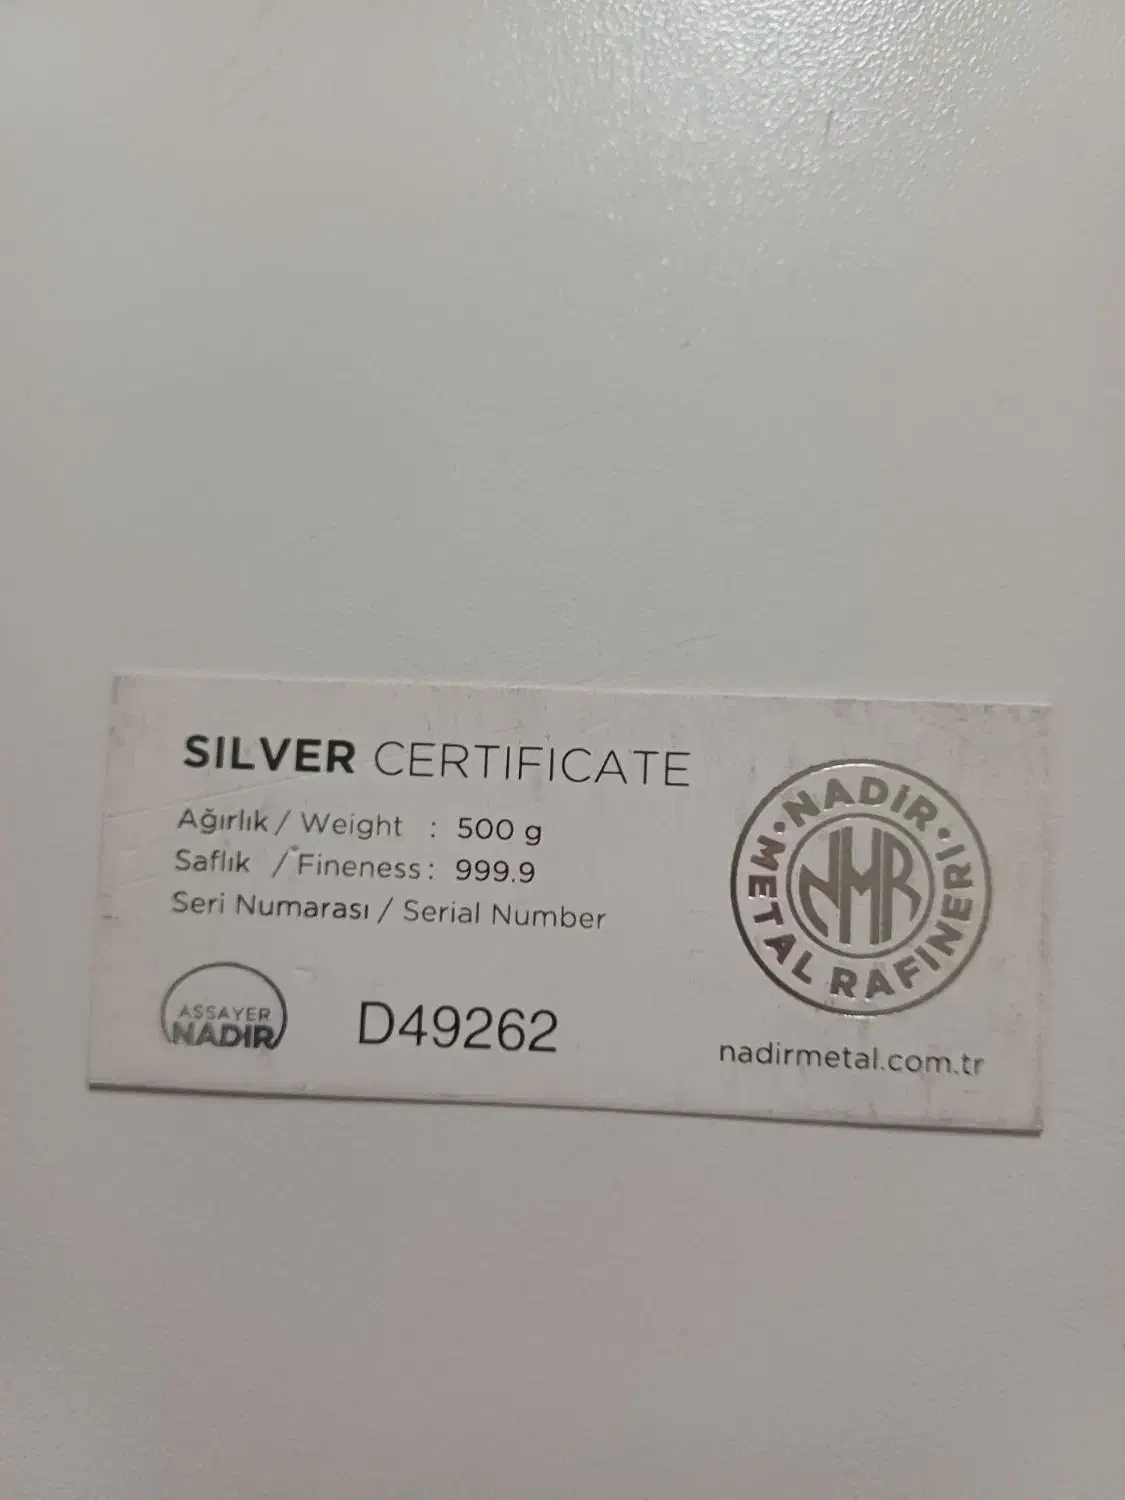 SILVER CERTIFICATE
Ağırlık / Weight : 500 g
Saflık / Fineness : 999.9
Seri Numarası / Serial Number
ASSAYER
NADIR
D49262
NADİR
METAL RAFİNERİ
NMR
nadirmetal.com.tr